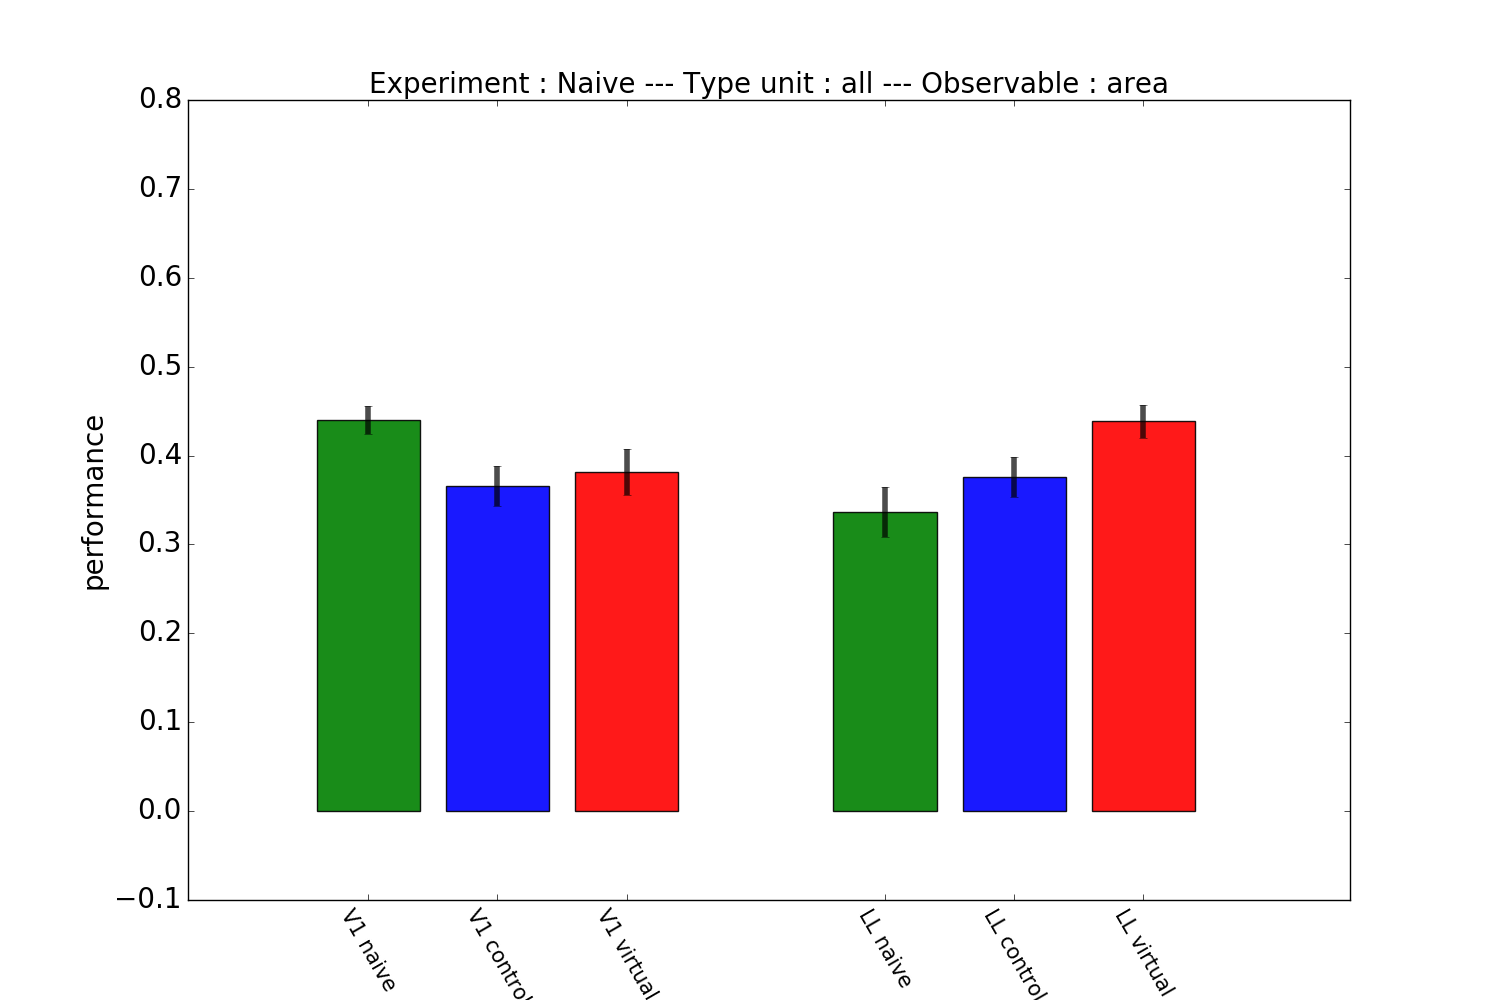 Experiment : Naive --- Type unit : all --- Observable : area
0.8
0.7
0.6
0.5
0.4
0.3
0.2
0.1
0.0
−0.1
performance
V1 naive
V1 control
V1 virtual
LL naive
LL control
LL virtual